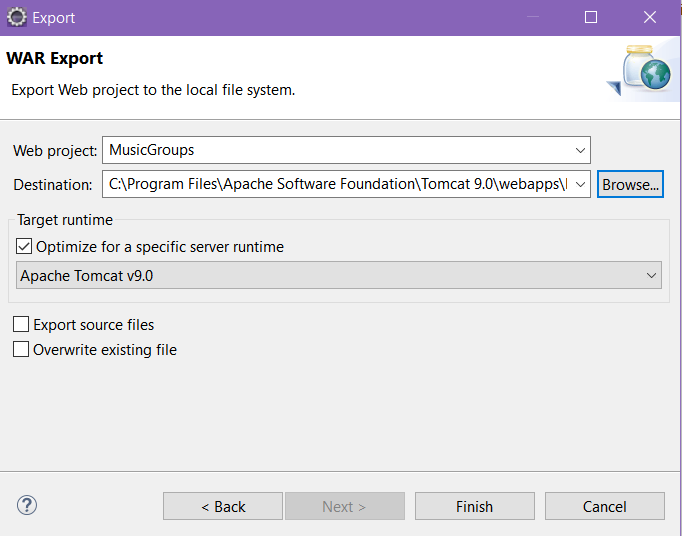 Export
WAR Export
Export Web project to the local file system.
Web project: MusicGroups
Destination: C:\Program Files\Apache Software Foundation\Tomcat 9.0\webapps\ Browse...
Target runtime
Optimize for a specific server runtime
Apache Tomcat v9.0
Export source files
Overwrite existing file
? < Back Next > Finish Cancel